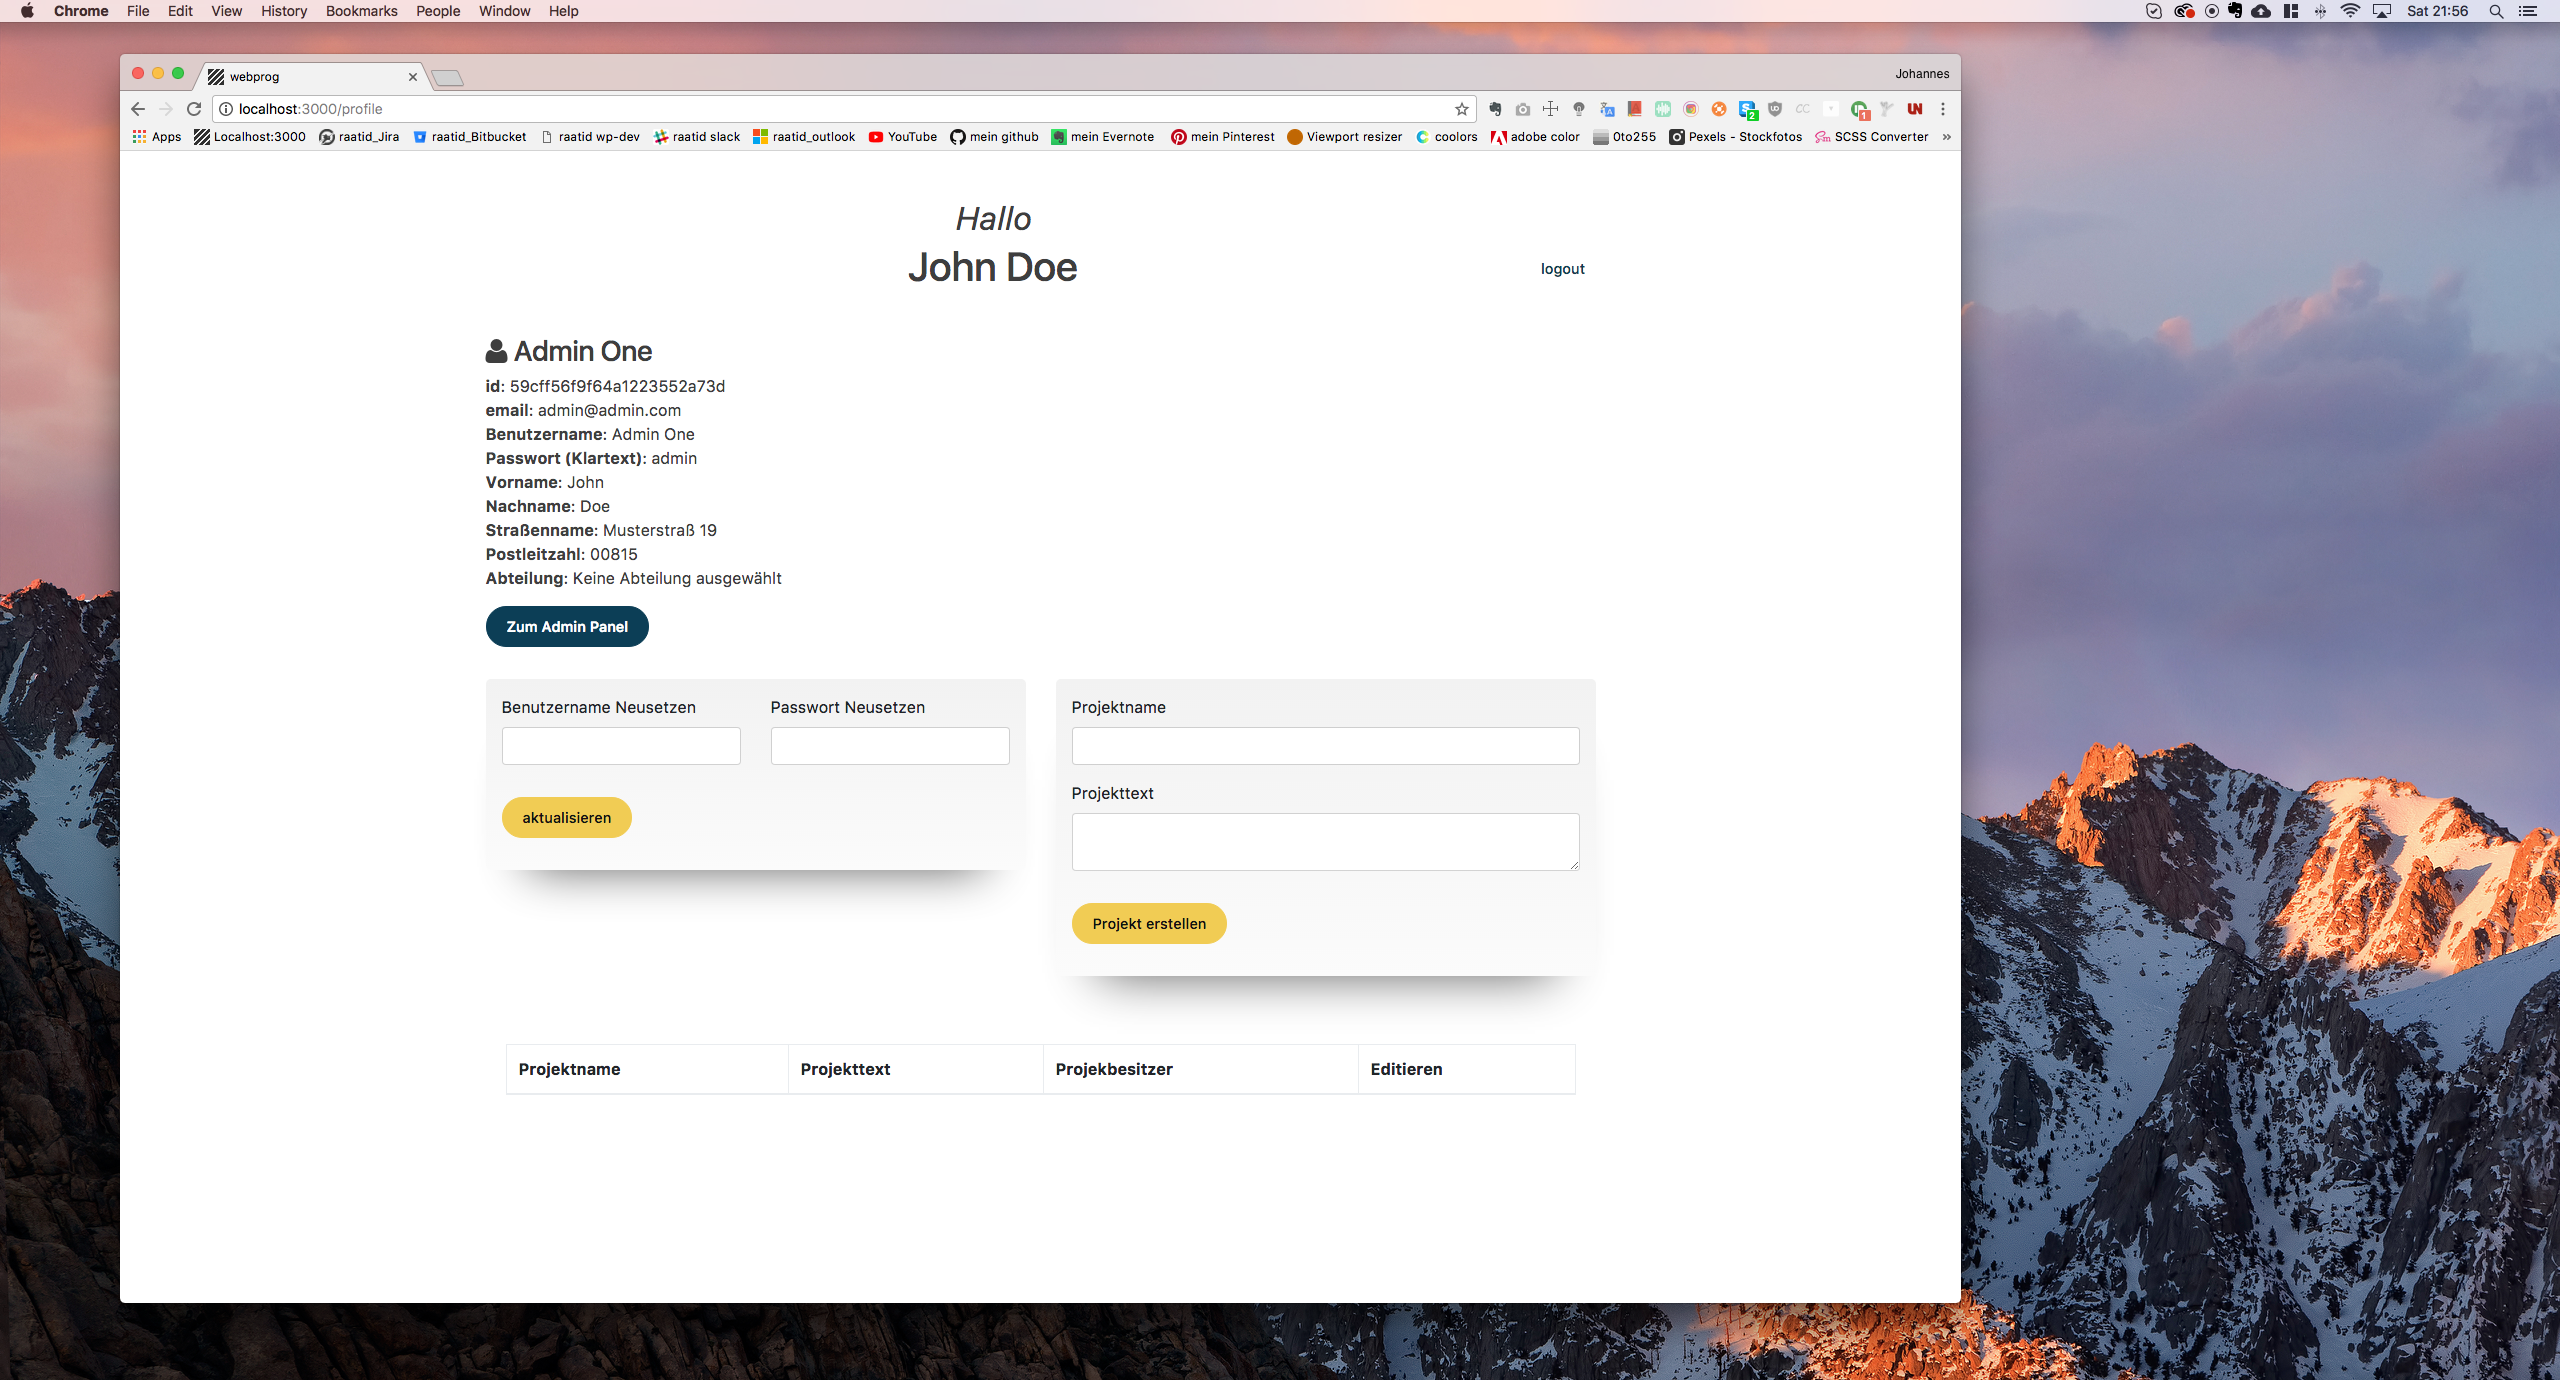 Chrome File Edit View History Bookmarks People Window Help Sat 21:56
webprog Johannes
localhost:3000/profile
Apps Localhost:3000 raatid_Jira raatid_Bitbucket raatid wp-dev raatid slack raatid_outlook YouTube mein github mein Evernote mein Pinterest Viewport resizer coolors adobe color 0to255 Pexels - Stockfotos SCSS Converter »
Hallo
John Doe
logout
Admin One
id: 59cff56f9f64a1223552a73d
email: admin@admin.com
Benutzername: Admin One
Passwort (Klartext): admin
Vorname: John
Nachname: Doe
Straßenname: Musterstraß 19
Postleitzahl: 00815
Abteilung: Keine Abteilung ausgewählt
Zum Admin Panel
Benutzername Neusetzen Passwort Neusetzen
aktualisieren
Projektname
Projekttext
Projekt erstellen
Projektname Projekttext Projekbesitzer Editieren